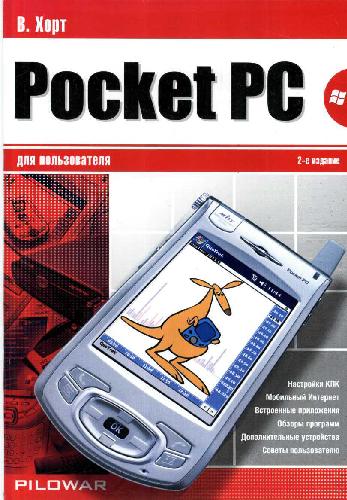 В. Хорт
Pocket PC
для пользователя
2-е издание
Pocket PC
OK
Настройки КПК
Мобильный Интернет
Встроенные приложения
Обзоры программ
Дополнительные устройства
Советы пользователю
PILOWAR